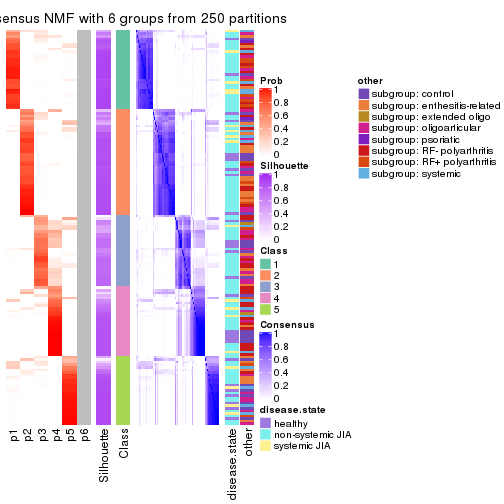 sensus NMF with 6 groups from 250 partitions
Prob
1
0.8
0.6
0.4
0.2
0
Silhouette
1
0.8
0.6
0.4
0.2
0
Class
1
2
3
4
5
Consensus
1
0.8
0.6
0.4
0.2
0
disease.state
healthy
non-systemic JIA
systemic JIA
other
subgroup: control
subgroup: enthesitis-related
subgroup: extended oligo
subgroup: oligoarticular
subgroup: psoriatic
subgroup: RF- polyarthritis
subgroup: RF+ polyarthritis
subgroup: systemic
p1
p2
p3
p4
p5
p6
Silhouette
Class
disease.state
other